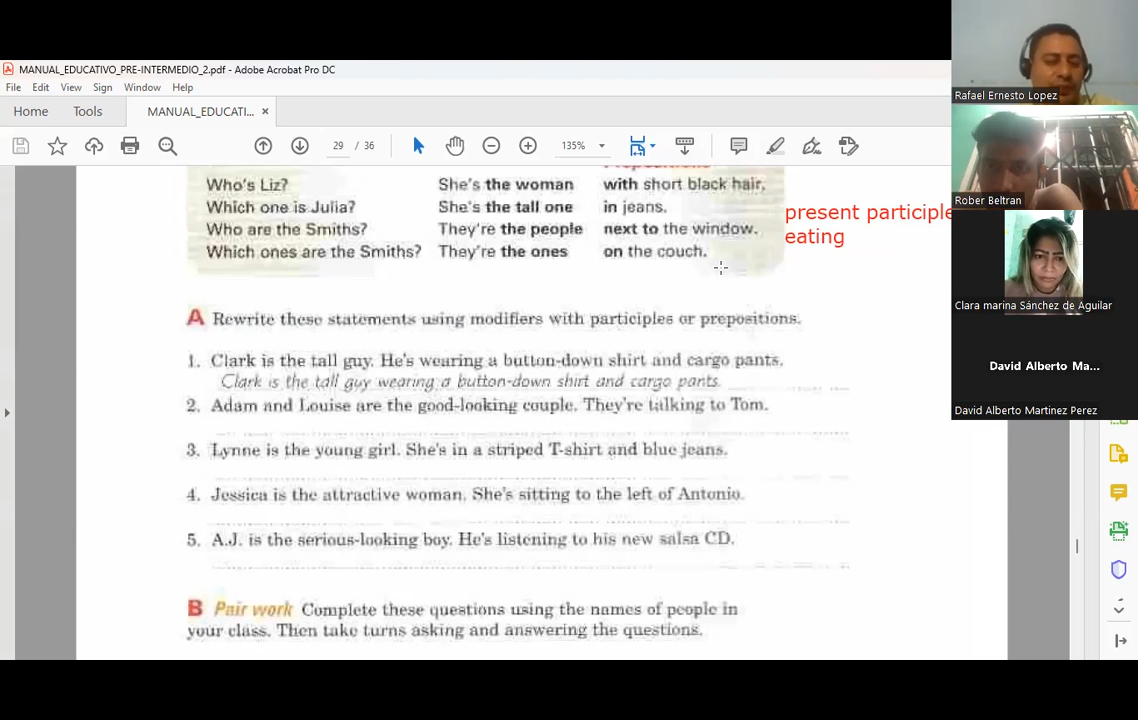 MANUAL_EDUCATIVO_PRE-INTERMEDIO_2.pdf - Adobe Acrobat Pro DC
File Edit View Sign Window Help
Home Tools MANUAL_EDUCATI... ×
29 / 36 135%
Prepositions
Who's Liz? She's the woman with short black hair.
Which one is Julia? She's the tall one in jeans.
Who are the Smiths? They're the people next to the window.
Which ones are the Smiths? They're the ones on the couch.
present participle
eating
A Rewrite these statements using modifiers with participles or prepositions.
1. Clark is the tall guy. He's wearing a button-down shirt and cargo pants.
Clark is the tall guy wearing a button-down shirt and cargo pants.
2. Adam and Louise are the good-looking couple. They're talking to Tom.
3. Lynne is the young girl. She's in a striped T-shirt and blue jeans.
4. Jessica is the attractive woman. She's sitting to the left of Antonio.
5. A.J. is the serious-looking boy. He's listening to his new salsa CD.
B Pair work Complete these questions using the names of people in
your class. Then take turns asking and answering the questions.
Rafael Ernesto Lopez
Rober Beltran
Clara marina Sánchez de Aguilar
David Alberto Ma...
David Alberto Martinez Perez